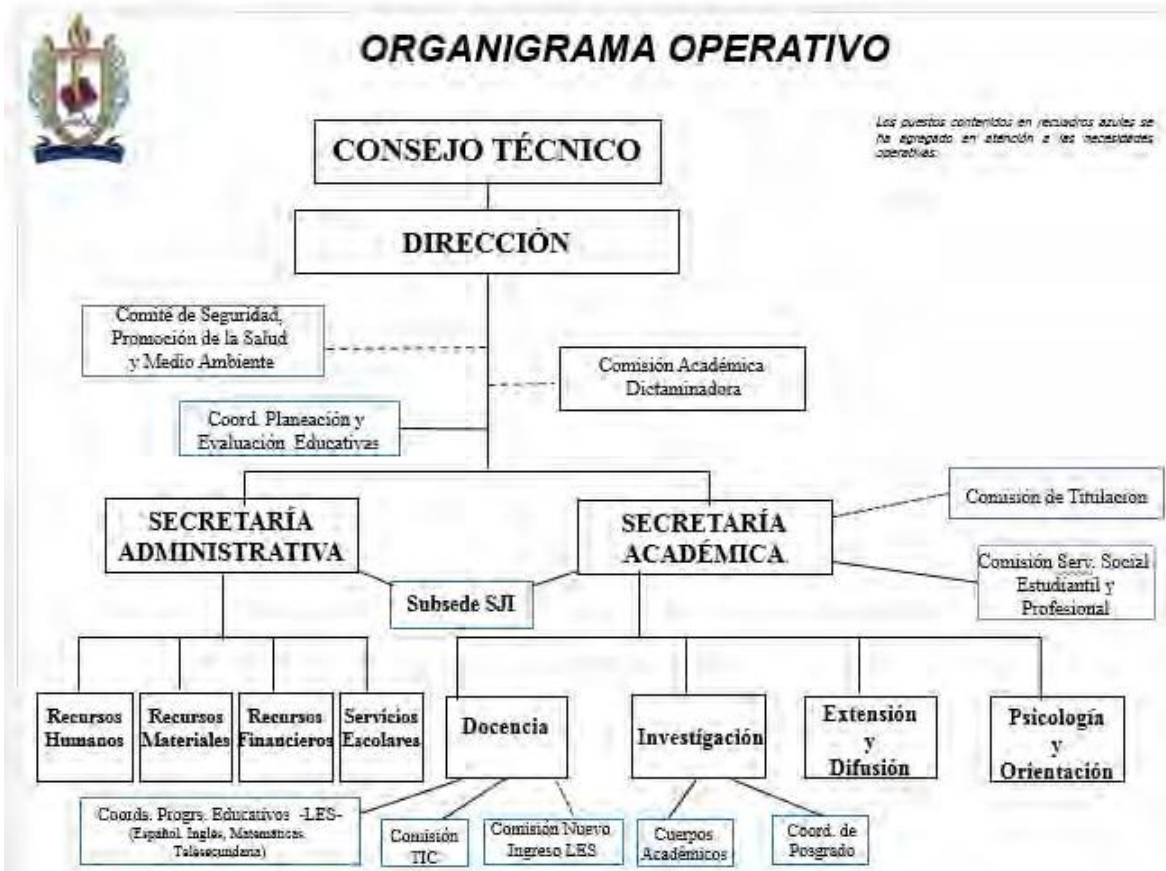 ORGANIGRAMA OPERATIVO
Los puestos contenidos en recuadros azules se
ha agregado en atención a las necesidades
operativas.
CONSEJO TÉCNICO
DIRECCIÓN
Comité de Seguridad,
Promoción de la Salud
y Medio Ambiente
Comisión Académica
Dictaminadora
Coord. Planeación y
Evaluación Educativas
SECRETARÍA
ADMINISTRATIVA
SECRETARÍA
ACADÉMICA
Comisión de Titulación
Comisión Serv. Social
Estudiantil y
Profesional
Subsede SJI
Recursos
Humanos
Recursos
Materiales
Recursos
Financieros
Servicios
Escolares
Docencia
Investigación
Extensión
y
Difusión
Psicología
y
Orientación
Coords. Progrs. Educativos -LES-
(Español, Inglés, Matemáticas,
Telesecundaria)
Comisión
TIC
Comisión Nuevo
Ingreso LES
Cuerpos
Académicos
Coord. de
Posgrado